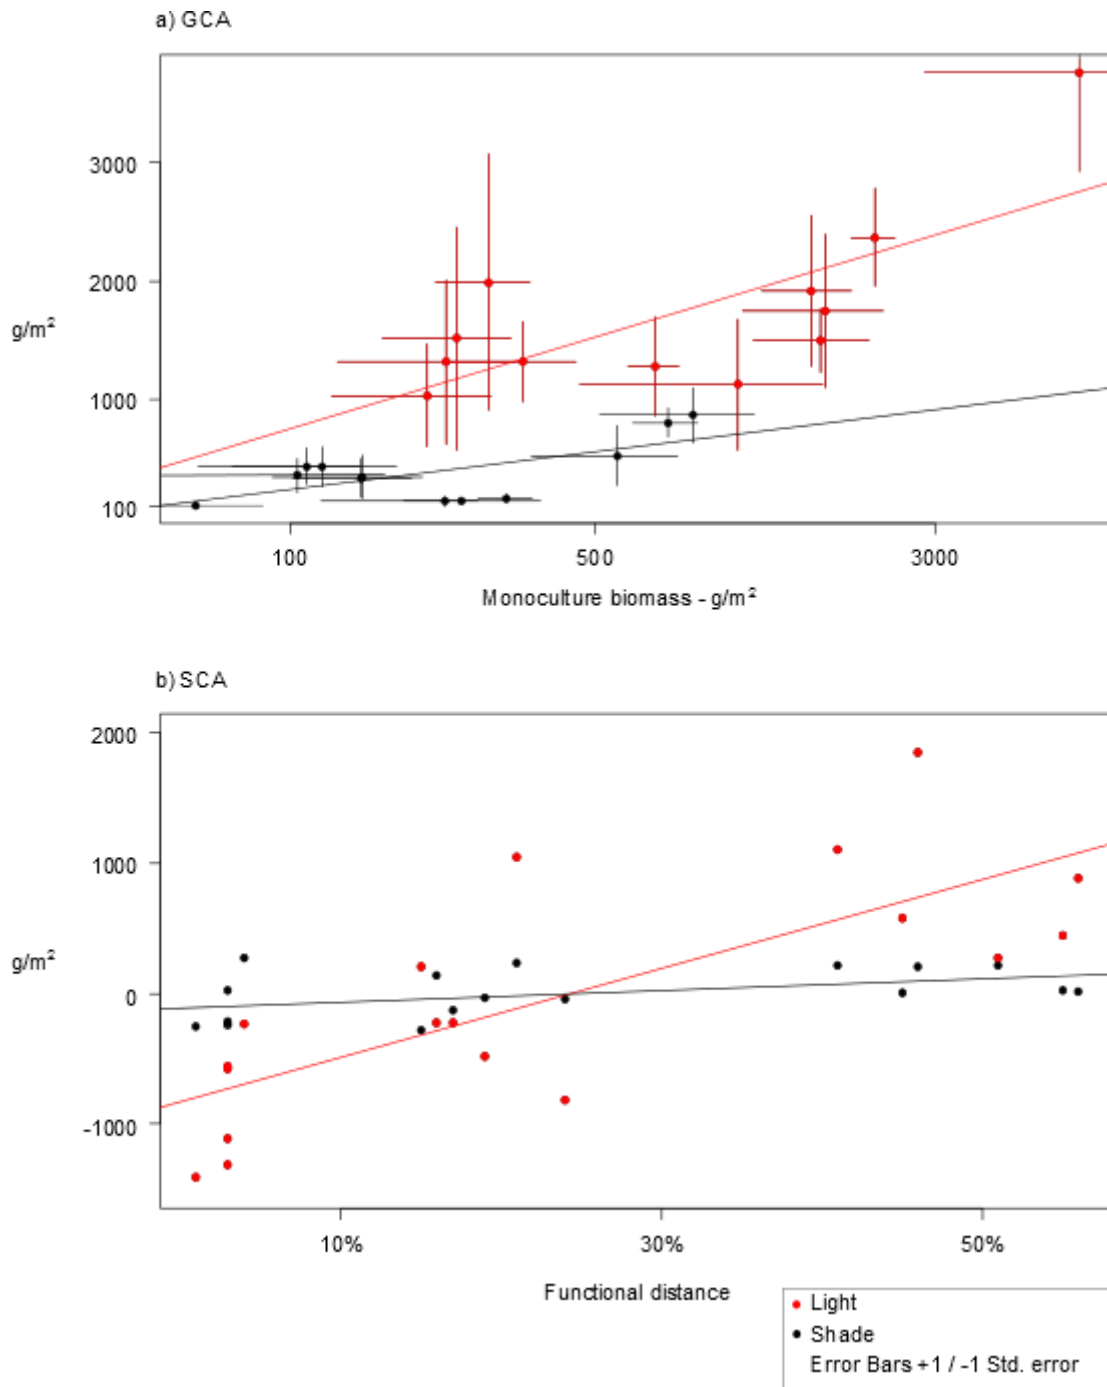 a) GCA
3000
2000
g/m²
1000
100
100 500 3000
Monoculture biomass - g/m²
b) SCA
2000
1000
g/m²
0
-1000
10% 30% 50%
Functional distance
Light
Shade
Error Bars +1 / -1 Std. error